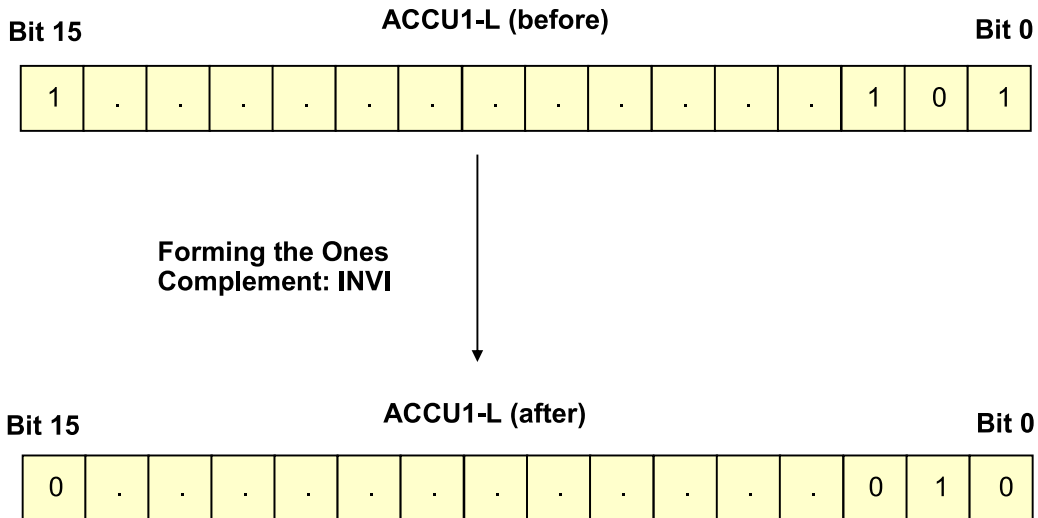 ACCU1-L (before)
Bit 15 Bit 0
1 . . . . . . . . . . . . 1 0 1
Forming the Ones
Complement: INVI
ACCU1-L (after)
Bit 15 Bit 0
0 . . . . . . . . . . . . 0 1 0